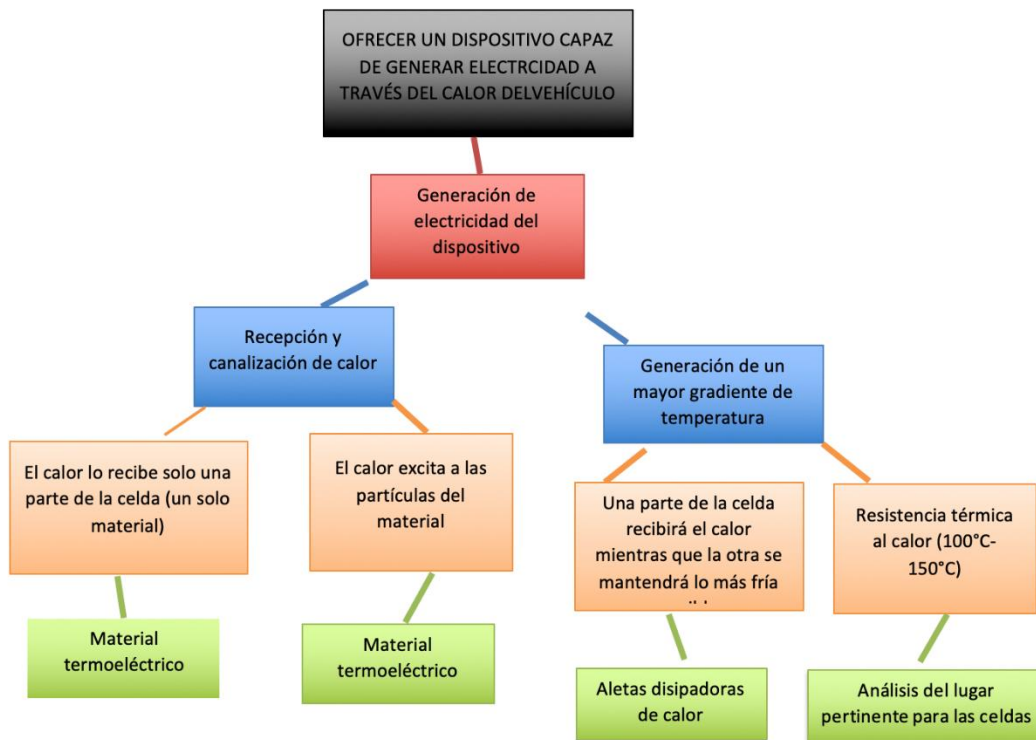 OFRECER UN DISPOSITIVO CAPAZ
DE GENERAR ELECTRCIDAD A
TRAVÉS DEL CALOR DELVEHÍCULO
Generación de
electricidad del
dispositivo
Recepción y
canalización de calor
Generación de un
mayor gradiente de
temperatura
El calor lo recibe solo una
parte de la celda (un solo
material)
El calor excita a las
partículas del
material
Una parte de la celda
recibirá el calor
mientras que la otra se
mantendrá lo más fría
Resistencia térmica
al calor (100°C-
150°C)
Material
termoeléctrico
Material
termoeléctrico
Aletas disipadoras
de calor
Análisis del lugar
pertinente para las celdas